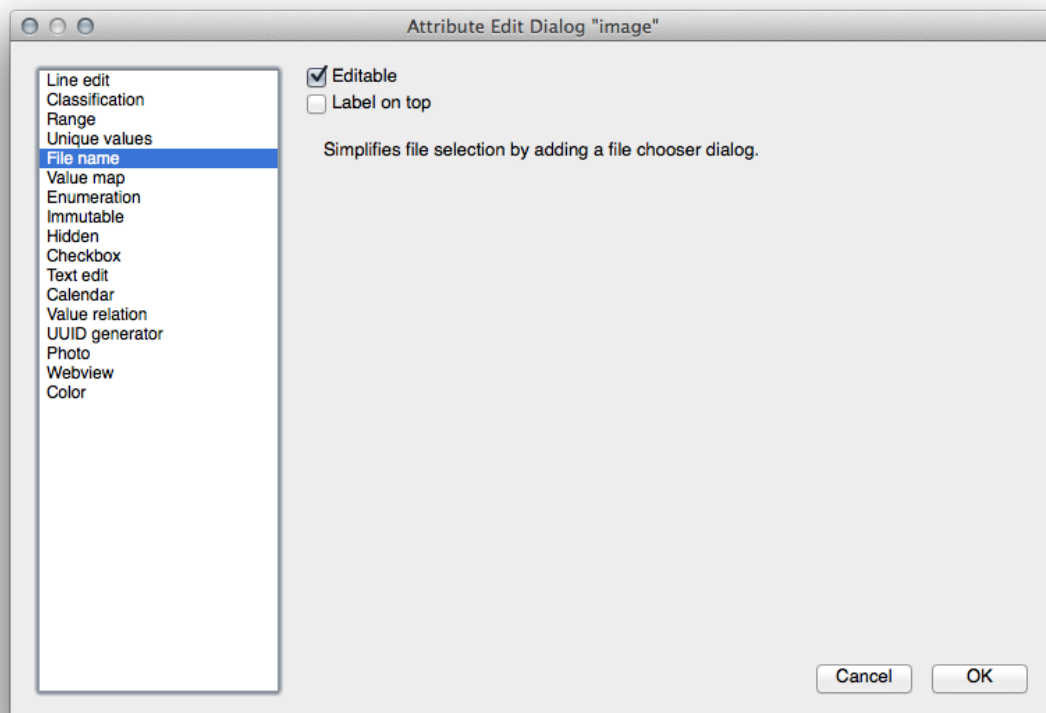 Attribute Edit Dialog "image"
Line edit
Classification
Range
Unique values
File name
Value map
Enumeration
Immutable
Hidden
Checkbox
Text edit
Calendar
Value relation
UUID generator
Photo
Webview
Color
Editable
Label on top
Simplifies file selection by adding a file chooser dialog.
Cancel
OK